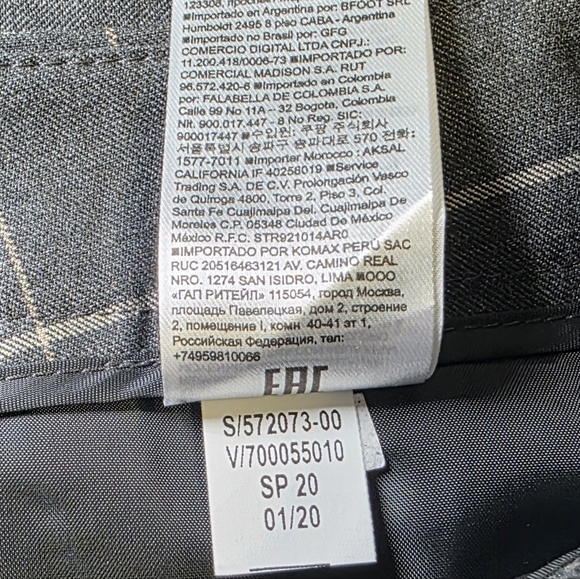 123308, 
■Importado en Argentina por: BFOOT SRL
Humboldt 2495 8 piso CABA - Argentina
■Importado no Brasil por: GFG
COMERCIO DIGITAL LTDA CNPJ.:
11.200.418/0006-73 ■IMPORTADO POR:
COMERCIAL MADISON S.A. RUT
96.572.420-6 ■Importado en Colombia
por: FALABELLA DE COLOMBIA S.A.
Calle 99 No 11A - 32 Bogota, Colombia
Nit. 900.017.447 - 8 No Reg. SIC:
900017447 ■수입원: 쿠팡 주식회사
서울특별시 송파구 송파대로 570 전화:
1577-7011 ■Importer Morocco : AKSAL
CALIFORNIA IF 40258019 ■Service
Trading S.A. DE C.V. Prolongación Vasco
de Quiroga 4800, Torre 2, Piso 3, Col.
Santa Fe Cuajimalpa Del. Cuajimalpa De
Morelos C.P. 05348 Ciudad De México
México R.F.C. STR921014AR0
■IMPORTADO POR KOMAX PERÚ SAC
RUC 20516463121 AV. CAMINO REAL
NRO. 1274 SAN ISIDRO, LIMA ■ООО
«ГАП РИТЕЙЛ» 115054, город Москва,
площадь Павелецкая, дом 2, строение
2, помещение I, комн 40-41 эт 1,
Российская Федерация, тел:
+74959810066
EAC
S/572073-00
V/700055010
SP 20
01/20